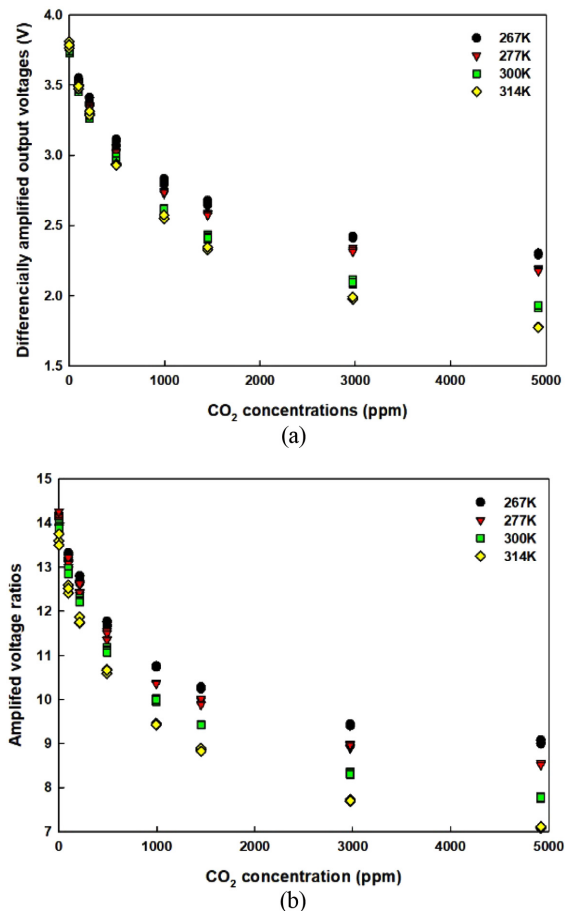 4.0
3.5
3.0
2.5
2.0
1.5
Differencially amplified output voltages (V)
267K
277K
300K
314K
0 1000 2000 3000 4000 5000
CO2 concentrations (ppm)
(a)
15
14
13
12
11
10
9
8
7
Amplifed voltage ratios
267K
277K
300K
314K
0 1000 2000 3000 4000 5000
CO2 concentration (ppm)
(b)